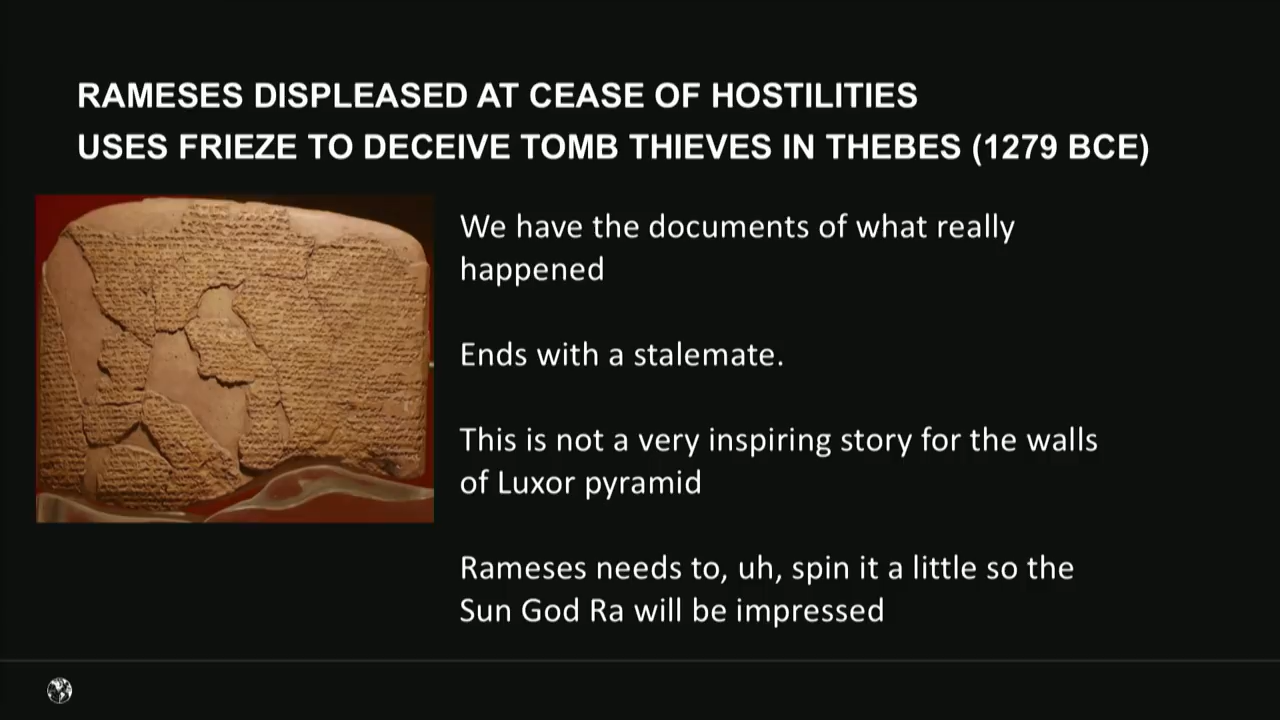 RAMESES DISPLEASED AT CEASE OF HOSTILITIES
USES FRIEZE TO DECEIVE TOMB THIEVES IN THEBES (1279 BCE)
We have the documents of what really
happened
Ends with a stalemate.
This is not a very inspiring story for the walls
of Luxor pyramid
Rameses needs to, uh, spin it a little so the
Sun God Ra will be impressed